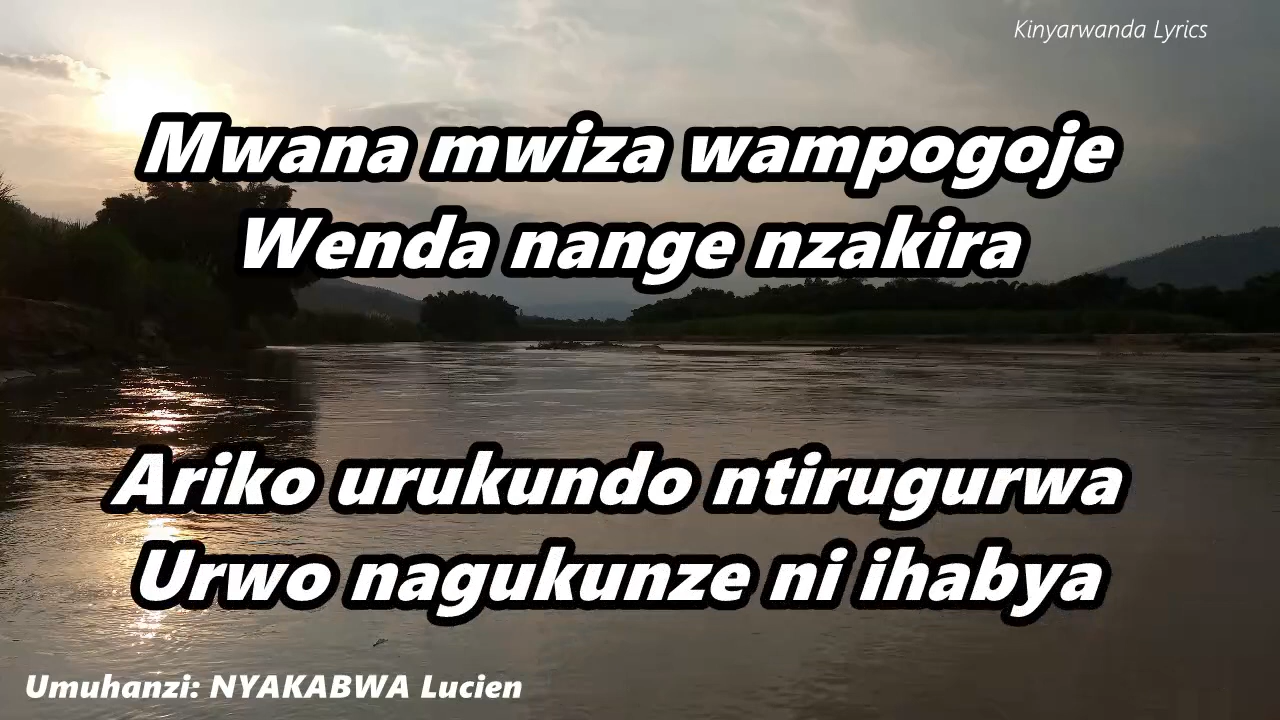 Kinyarwanda Lyrics
Mwana mwiza wampogoje
Wenda nange nzakira
Ariko urukundo ntirugurwa
Urwo nagukunze ni ihabya
Umuhanzi: NYAKABWA Lucien